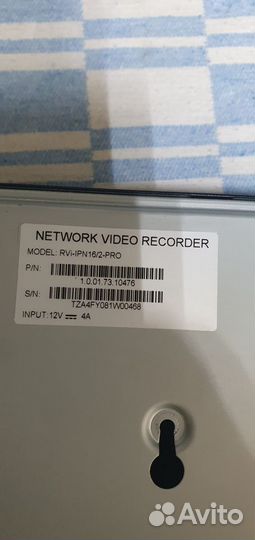 NETWORK VIDEO RECORDER
MODEL: RVi-IPN16/2-PRO
P/N:
1.0.01.73.10476
S/N:
TZA4FY081W00468
INPUT:12V ⎓ 4A
Avito